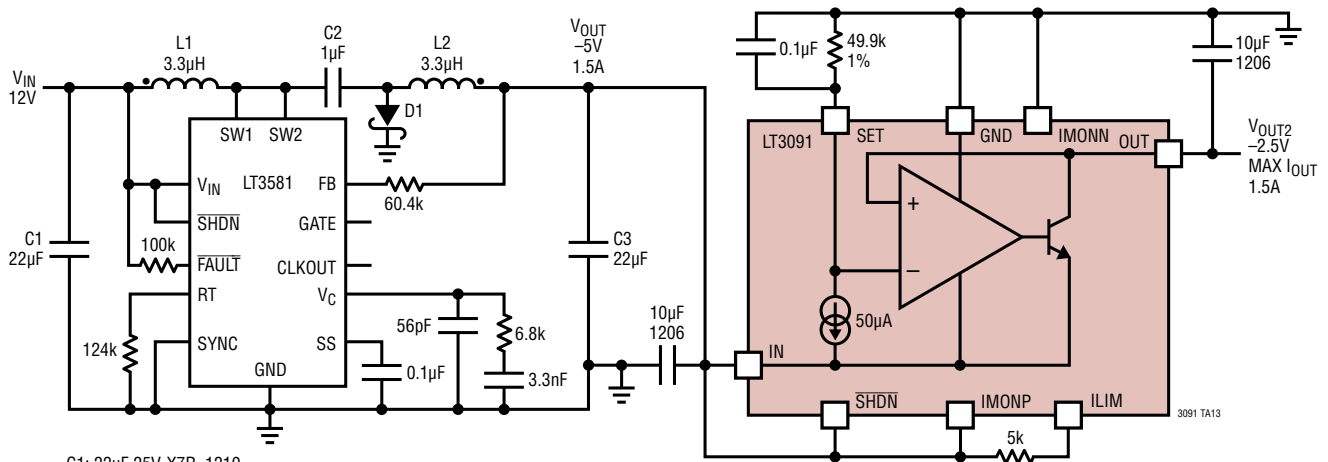 VIN
12V
L1
3.3µH
C2
1µF
L2
3.3µH
VOUT
–5V
1.5A
D1
SW1 SW2
LT3581
VIN
SHDN
FAULT
RT
SYNC
GND
FB
GATE
CLKOUT
VC
SS
C1
22µF
100k
124k
60.4k
56pF
6.8k
0.1µF
3.3nF
C3
22µF
10µF
1206
0.1µF
49.9k
1%
10µF
1206
LT3091
SET
GND
IMONN
OUT
VOUT2
–2.5V
MAX IOUT
1.5A
+
–
50µA
IN
SHDN
IMONP
ILIM
5k
3091 TA13